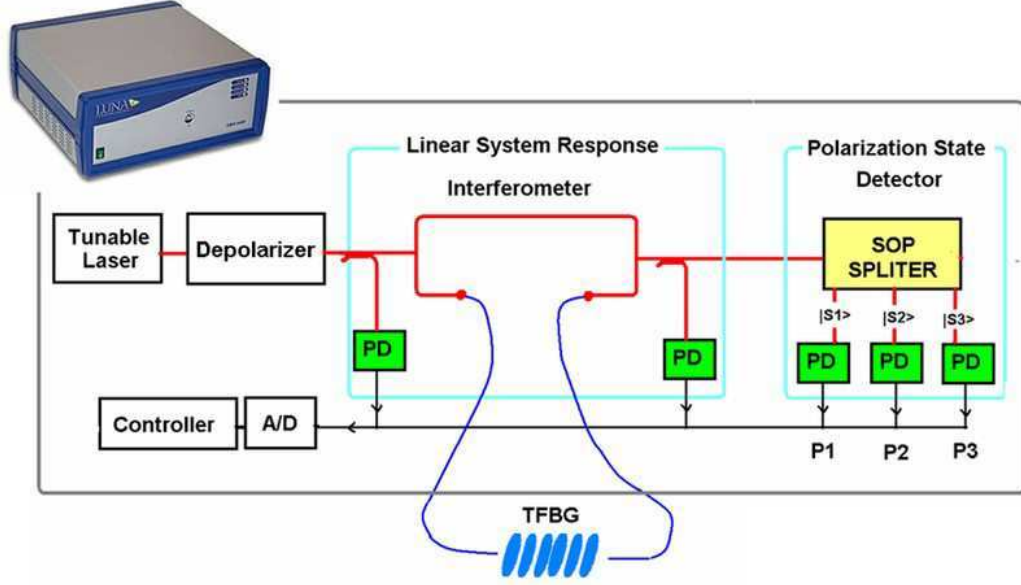 LUNA
Linear System Response
Polarization State
Interferometer
Detector
Tunable
Laser
Depolarizer
SOP
SPLITER
|S1>
|S2>
|S3>
PD
PD
PD
PD
PD
Controller
A/D
P1
P2
P3
TFBG